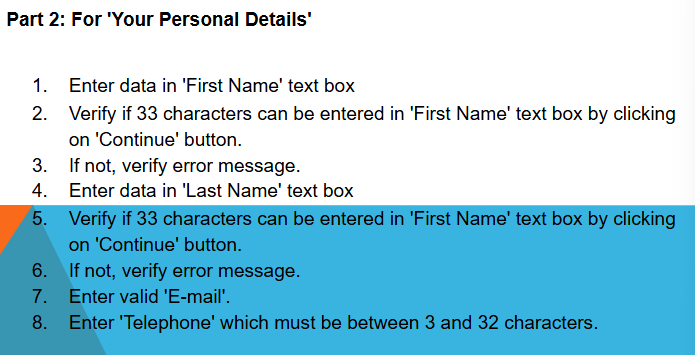 Part 2: For 'Your Personal Details'
1. Enter data in 'First Name' text box
2. Verify if 33 characters can be entered in 'First Name' text box by clicking
on 'Continue' button.
3. If not, verify error message.
4. Enter data in 'Last Name' text box
5. Verify if 33 characters can be entered in 'First Name' text box by clicking
on 'Continue' button.
6. If not, verify error message.
7. Enter valid 'E-mail'.
8. Enter 'Telephone' which must be between 3 and 32 characters.